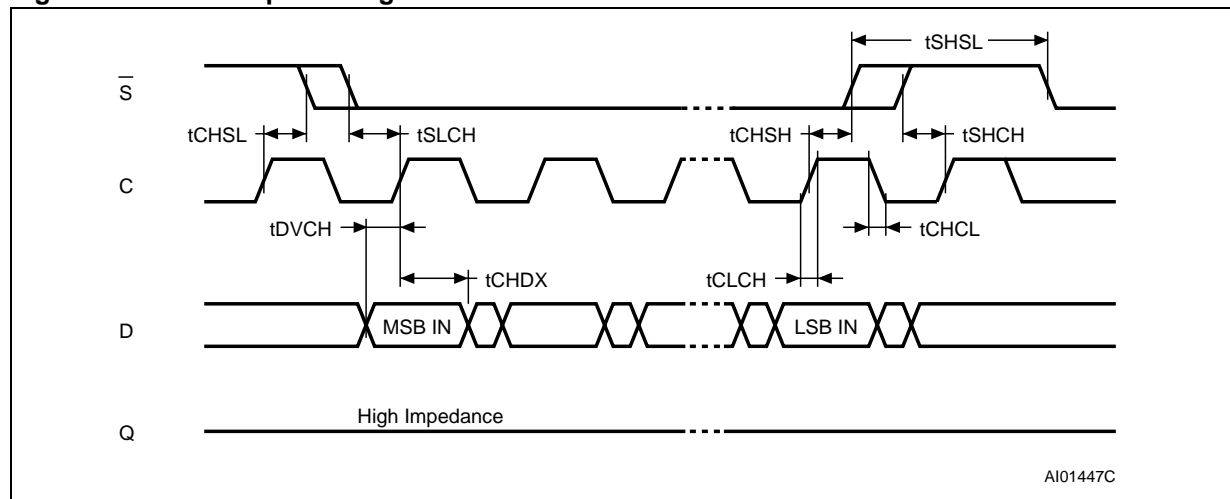 tSHSL
S̅
tCHSL
tSLCH
tCHSH
tSHCH
C
tDVCH
tCHCL
tCHDX
tCLCH
D
MSB IN
LSB IN
High Impedance
Q
AI01447C